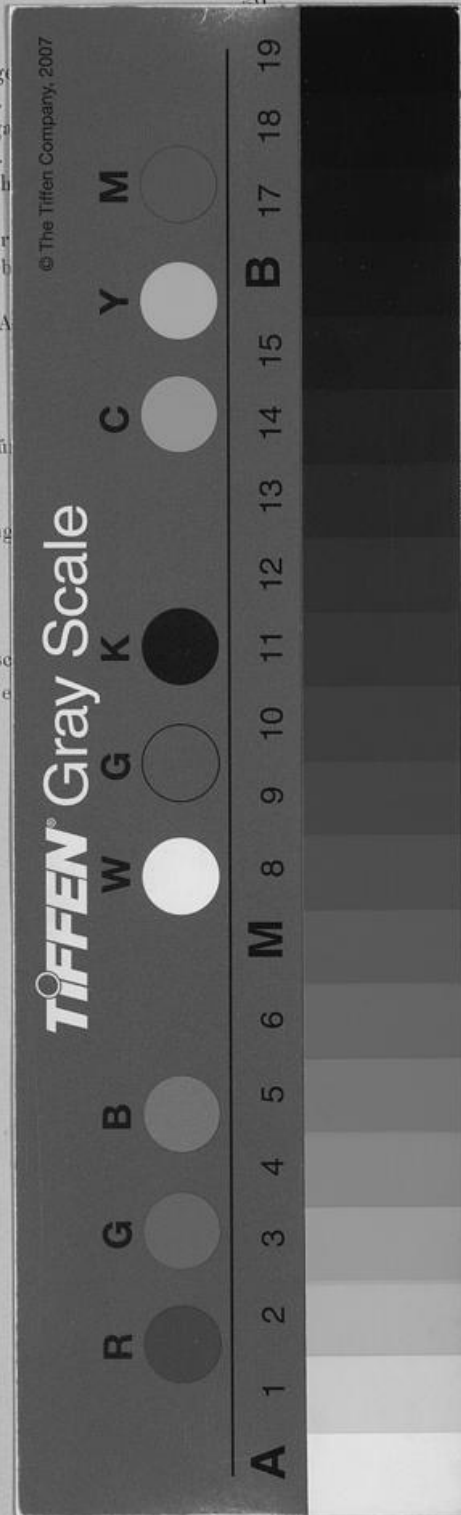 © The Tiffen Company, 2007
TIFFEN® Gray Scale
R G B W G K C Y M
A 1 2 3 4 5 6 M 8 9 10 11 12 13 14 15 B 17 18 19